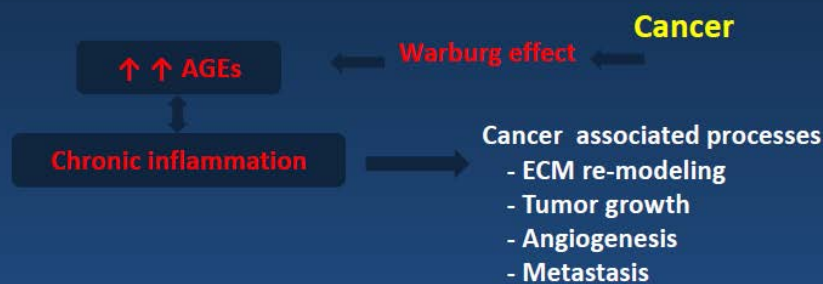 Cancer
Warburg effect
↑ ↑ AGEs
Chronic inflammation
Cancer associated processes
- ECM re-modeling
- Tumor growth
- Angiogenesis
- Metastasis